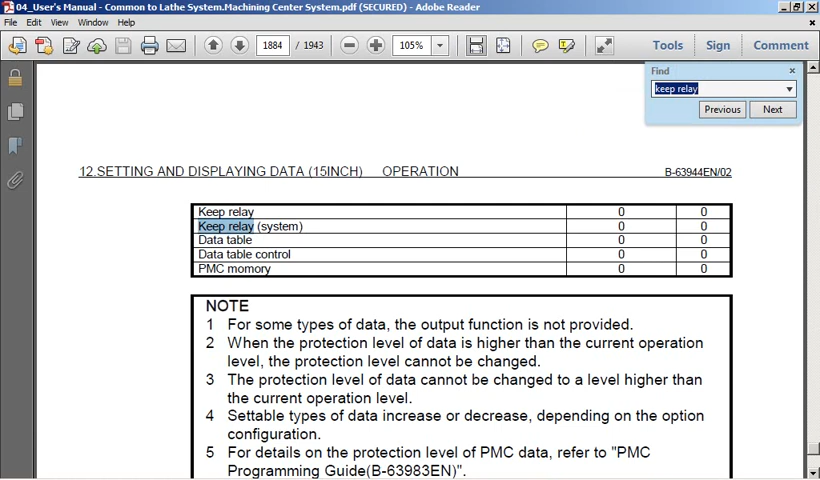 04_User's Manual - Common to Lathe System.Machining Center System.pdf (SECURED) - Adobe Reader
File Edit View Window Help
1884 / 1943 105% Tools Sign Comment
Find
keep relay
Previous Next
12.SETTING AND DISPLAYING DATA (15INCH) OPERATION B-63944EN/02
Keep relay 0 0
Keep relay (system) 0 0
Data table 0 0
Data table control 0 0
PMC momory 0 0
NOTE
1 For some types of data, the output function is not provided.
2 When the protection level of data is higher than the current operation
level, the protection level cannot be changed.
3 The protection level of data cannot be changed to a level higher than
the current operation level.
4 Settable types of data increase or decrease, depending on the option
configuration.
5 For details on the protection level of PMC data, refer to "PMC
Programming Guide(B-63983EN)".